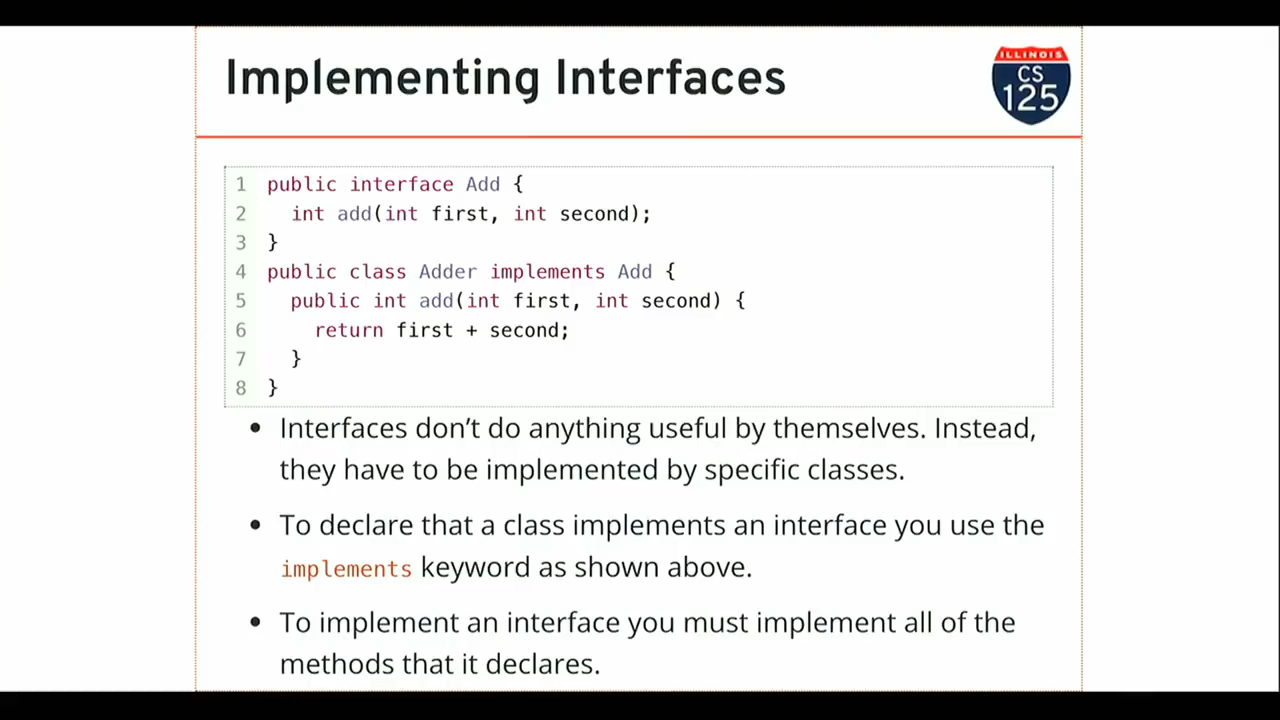 Implementing Interfaces
ILLINOIS
CS
125
1 public interface Add {
2   int add(int first, int second);
3 }
4 public class Adder implements Add {
5   public int add(int first, int second) {
6     return first + second;
7   }
8 }
• Interfaces don’t do anything useful by themselves. Instead,
they have to be implemented by specific classes.
• To declare that a class implements an interface you use the
implements keyword as shown above.
• To implement an interface you must implement all of the
methods that it declares.